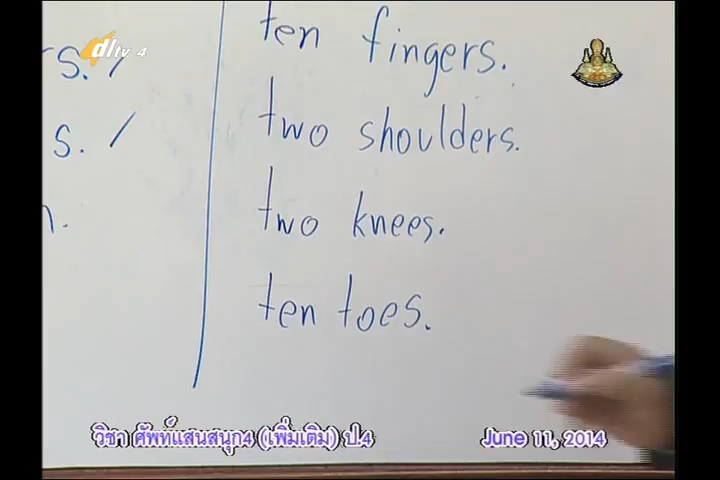 dltv 4
rs. /
s. /
n.
ten fingers.
two shoulders.
two knees.
ten toes.
วิชา ศัพท์แสนสนุก4 (เพิ่มเติม) ป.4
June 11, 2014